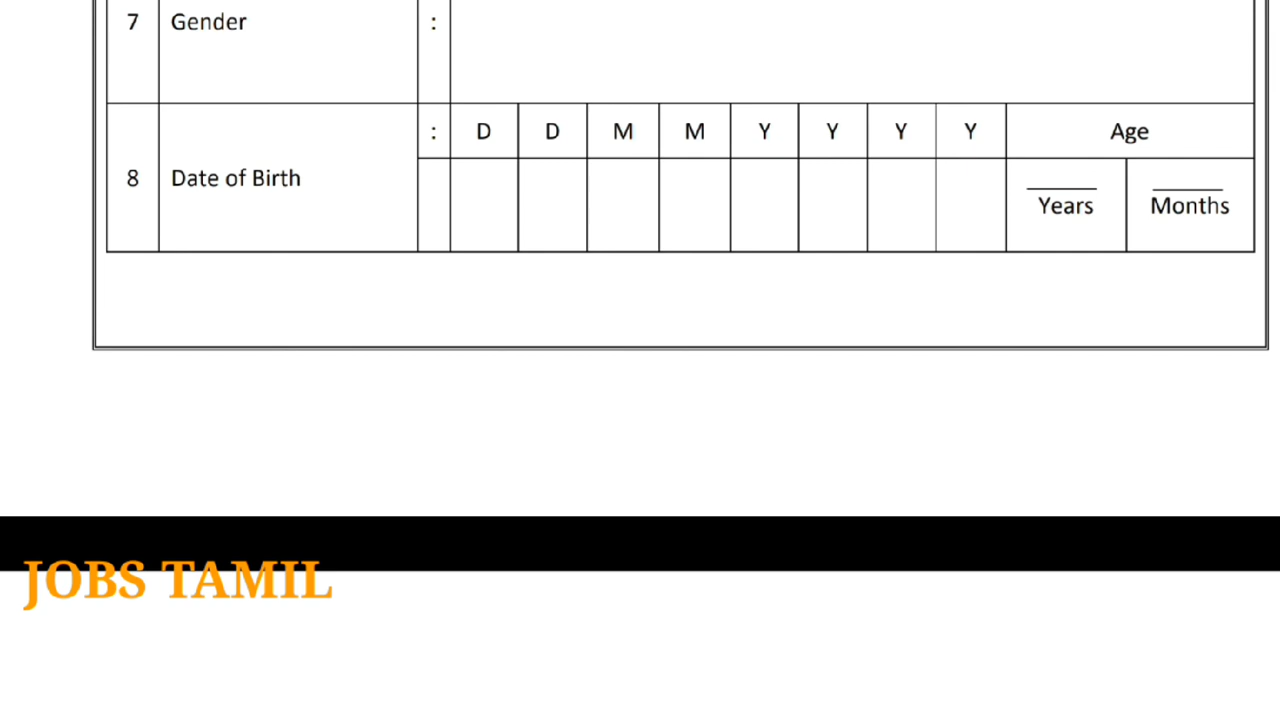 7 Gender :
: D D M M Y Y Y Y Age
8 Date of Birth
Years Months
JOBS TAMIL